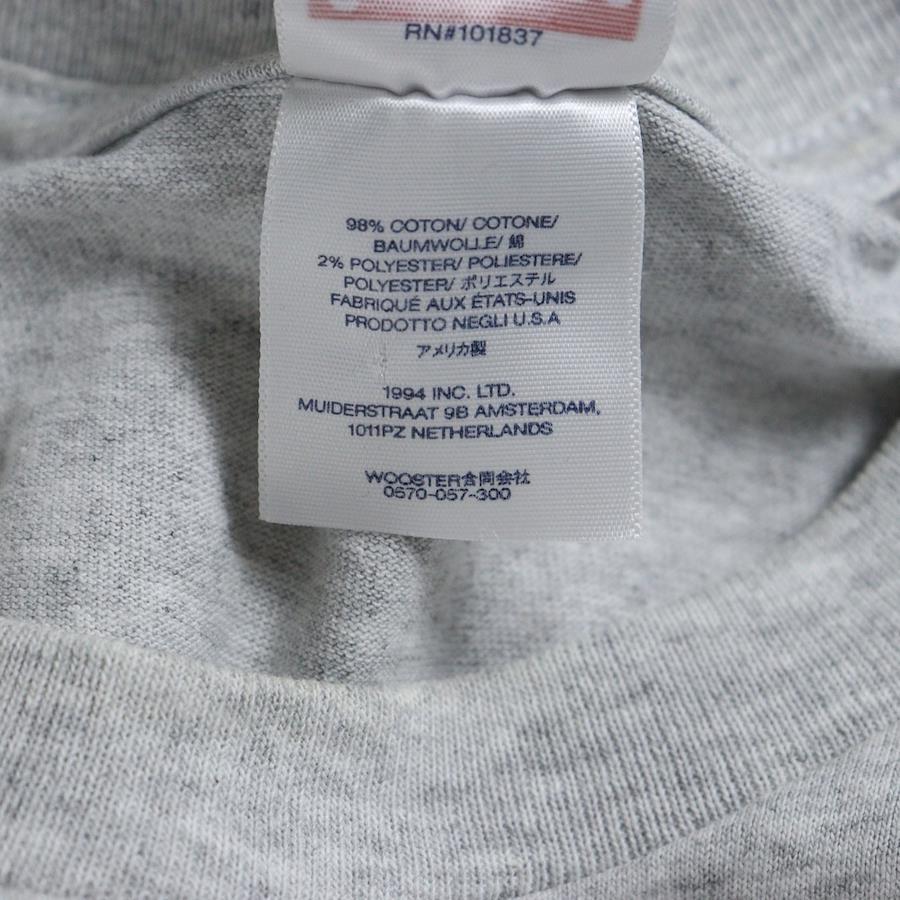 RN#101837
98% COTON/ COTONE/
BAUMWOLLE/ 綿
2% POLYESTER/ POLIESTERE/
POLYESTER/ ポリエステル
FABRIQUÉ AUX ÉTATS-UNIS
PRODOTTO NEGLI U.S.A
アメリカ製
1994 INC. LTD.
MUIDERSTRAAT 9B AMSTERDAM,
1011PZ NETHERLANDS
WOOSTER合同会社
0570-057-300